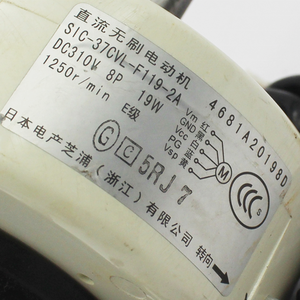 直流无刷电动机
SIC-37CVL-F119-2A
DC310V 8P 19W
1250r/min E级
4681A20198D
Vm 红
GND 黑
Vcc 白
PG 蓝
Vsp 黄
M
CCC
S
G C 5RJ 7
日本电产芝浦(浙江)有限公司
转向→